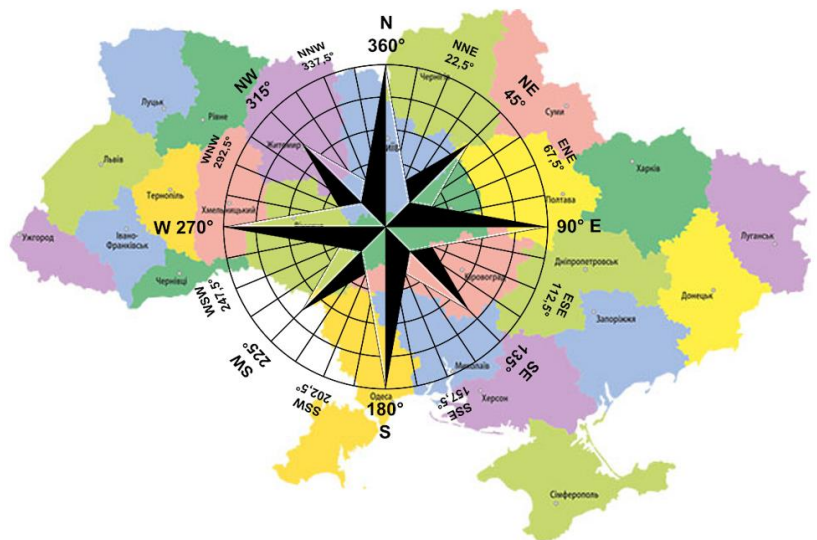 N
360°
NNW
337,5°
NNE
22,5°
NW
315°
NE
45°
Луцьк
Рівне
Чернігів
Суми
Житомир
WNW
292,5°
ENE
67,5°
Львів
Харків
Тернопіль
Хмельницький
Полтава
W 270°
90° E
Ужгород
Івано-
Франківськ
Луганськ
Чернівці
Кіровоград
Дніпропетровськ
WSW
247,5°
ESE
112,5°
Донецьк
Запоріжжя
SW
225°
SE
135°
Миколаїв
SSW
202,5°
Одеса
180°
S
SSE
157,5°
Херсон
Сімферополь